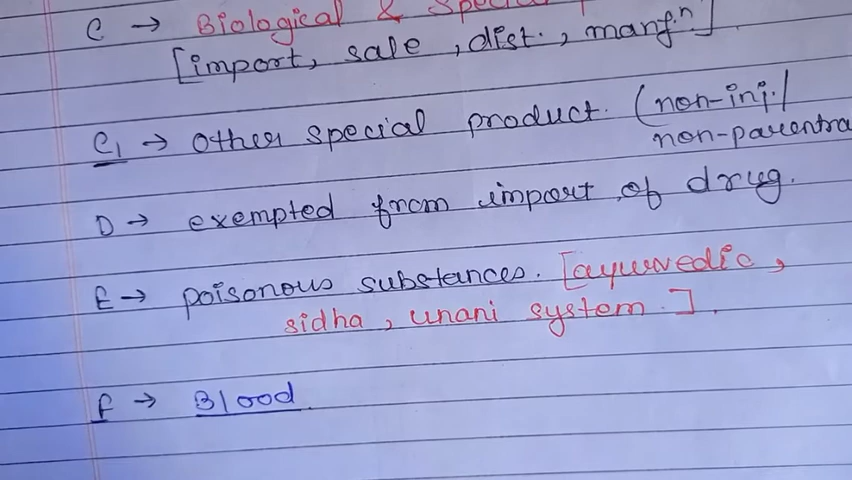 C → Biological & Special
[import, sale, dist., manfⁿ]
C₁ → Other special product. (non-inj./
non-parentra
D → exempted from import of drug.
E → poisonous substances. [ayurvedic,
sidha, unani system.].
F → Blood.